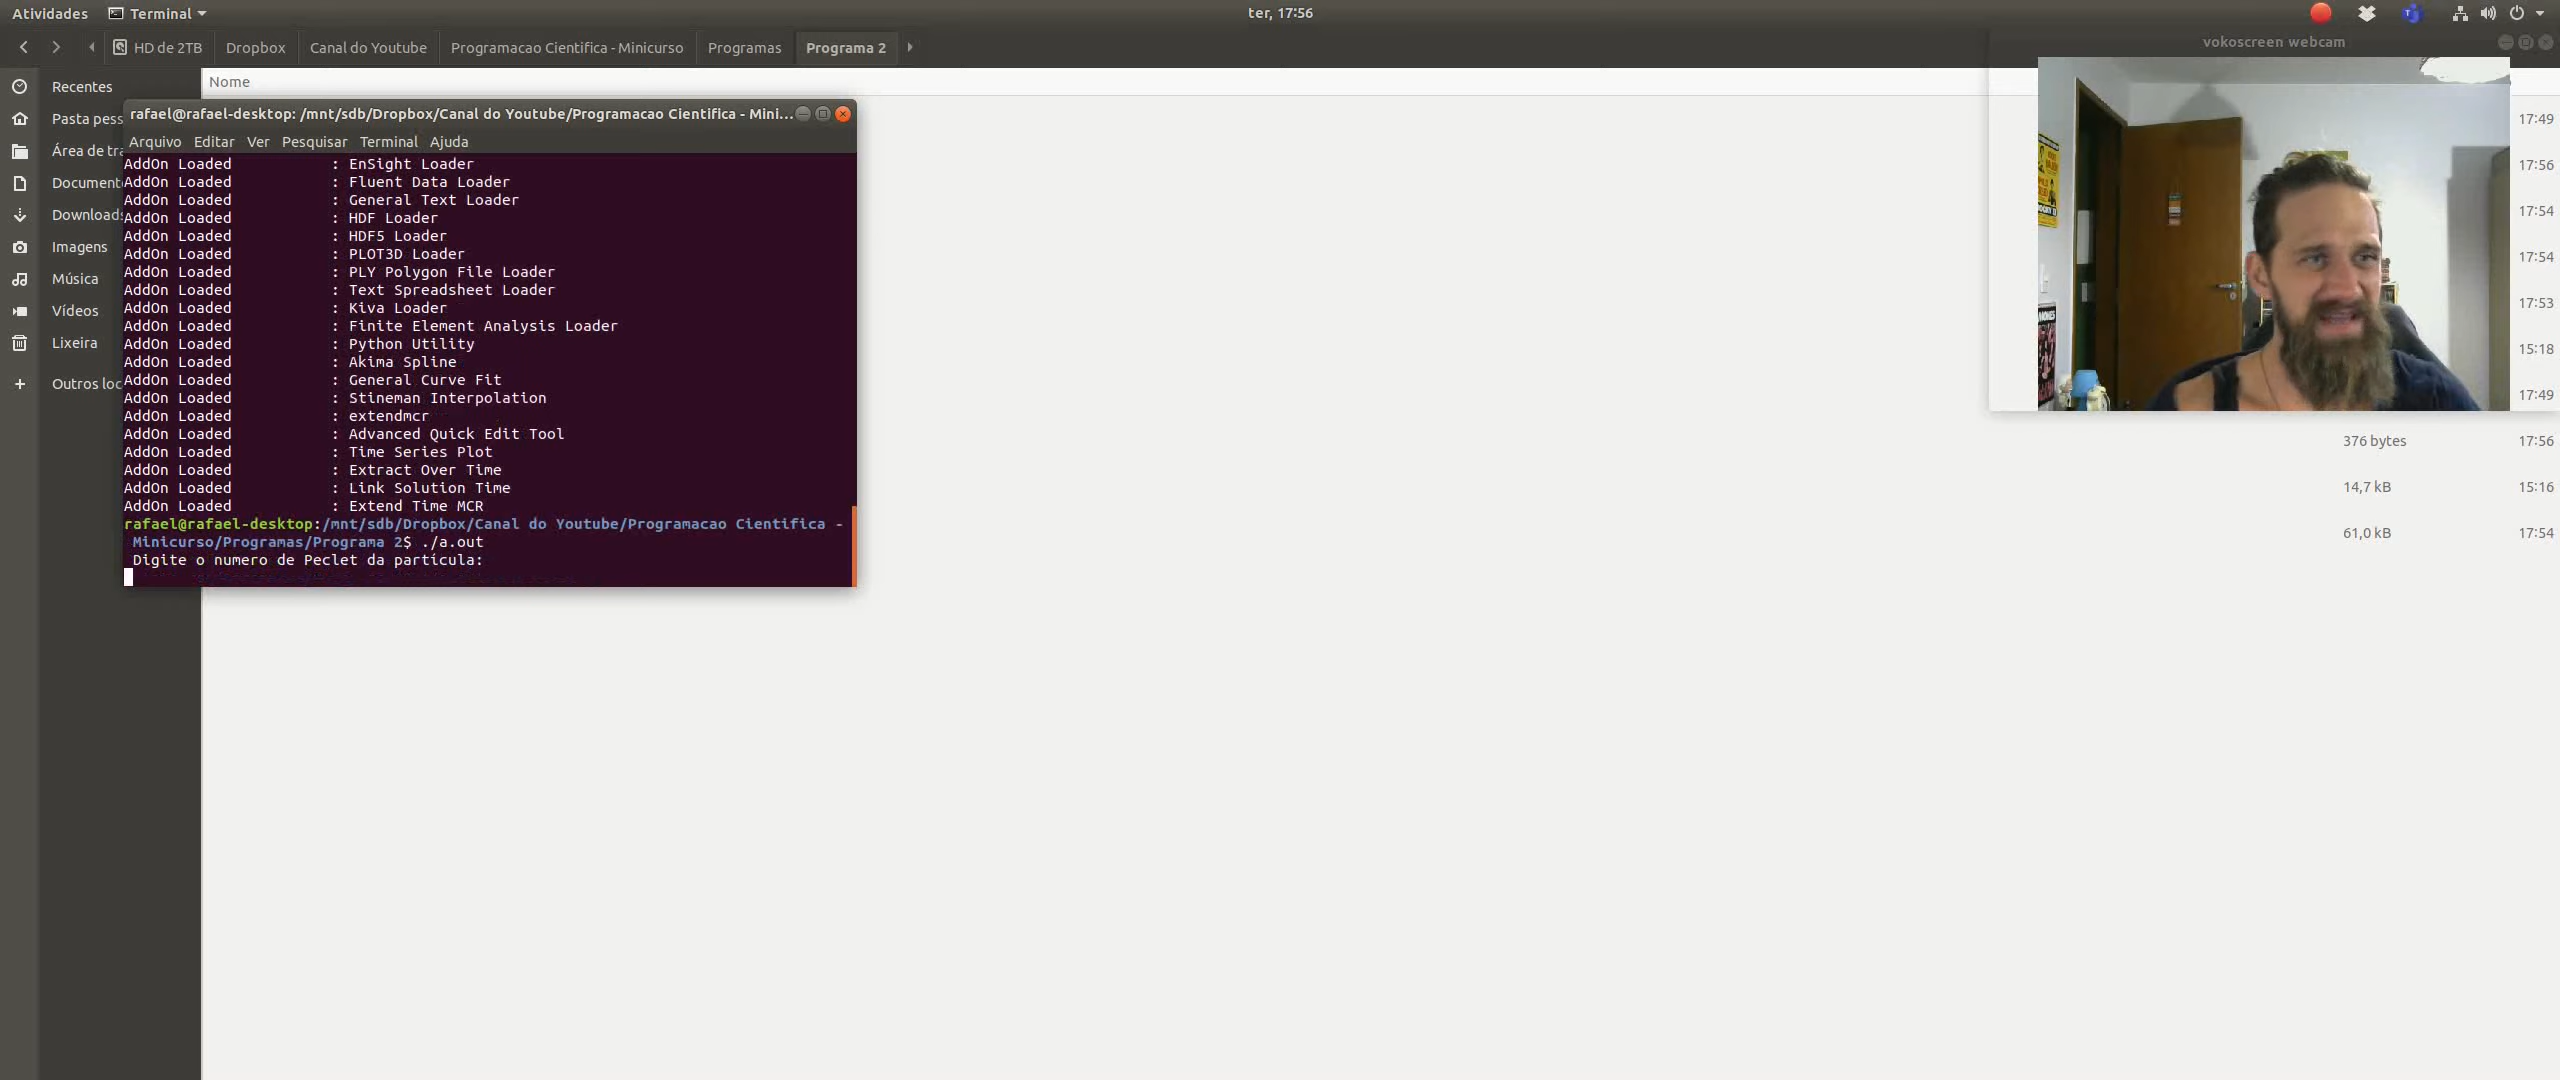 Atividades
Terminal
ter, 17:56
HD de 2TB
Dropbox
Canal do Youtube
Programacao Cientifica - Minicurso
Programas
Programa 2
vokoscreen webcam
Recentes
Pasta pess
Área de tra
Document
Downloads
Imagens
Música
Vídeos
Lixeira
Outros loc
Nome
rafael@rafael-desktop: /mnt/sdb/Dropbox/Canal do Youtube/Programacao Cientifica - Mini...
Arquivo Editar Ver Pesquisar Terminal Ajuda
AddOn Loaded : EnSight Loader
AddOn Loaded : Fluent Data Loader
AddOn Loaded : General Text Loader
AddOn Loaded : HDF Loader
AddOn Loaded : HDF5 Loader
AddOn Loaded : PLOT3D Loader
AddOn Loaded : PLY Polygon File Loader
AddOn Loaded : Text Spreadsheet Loader
AddOn Loaded : Kiva Loader
AddOn Loaded : Finite Element Analysis Loader
AddOn Loaded : Python Utility
AddOn Loaded : Akima Spline
AddOn Loaded : General Curve Fit
AddOn Loaded : Stineman Interpolation
AddOn Loaded : extendmcr
AddOn Loaded : Advanced Quick Edit Tool
AddOn Loaded : Time Series Plot
AddOn Loaded : Extract Over Time
AddOn Loaded : Link Solution Time
AddOn Loaded : Extend Time MCR
rafael@rafael-desktop:/mnt/sdb/Dropbox/Canal do Youtube/Programacao Cientifica -
Minicurso/Programas/Programa 2$ ./a.out
Digite o numero de Peclet da particula:
17:49
17:56
17:54
17:54
17:53
15:18
17:49
376 bytes 17:56
14,7 kB 15:16
61,0 kB 17:54